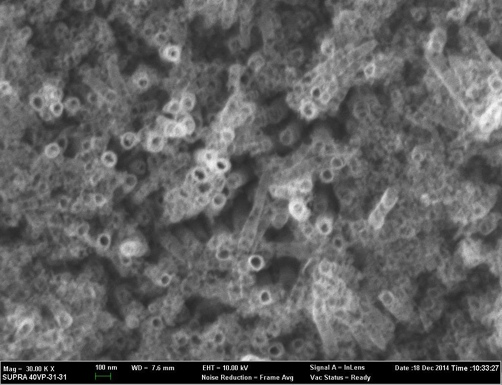 Mag = 30.00 K X 100 nm WD = 7.6 mm EHT = 10.00 kV Signal A = InLens Date :18 Dec 2014 Time :10:33:25
SUPRA 40VP-31-31 Noise Reduction = Frame Avg Vac Status = Ready